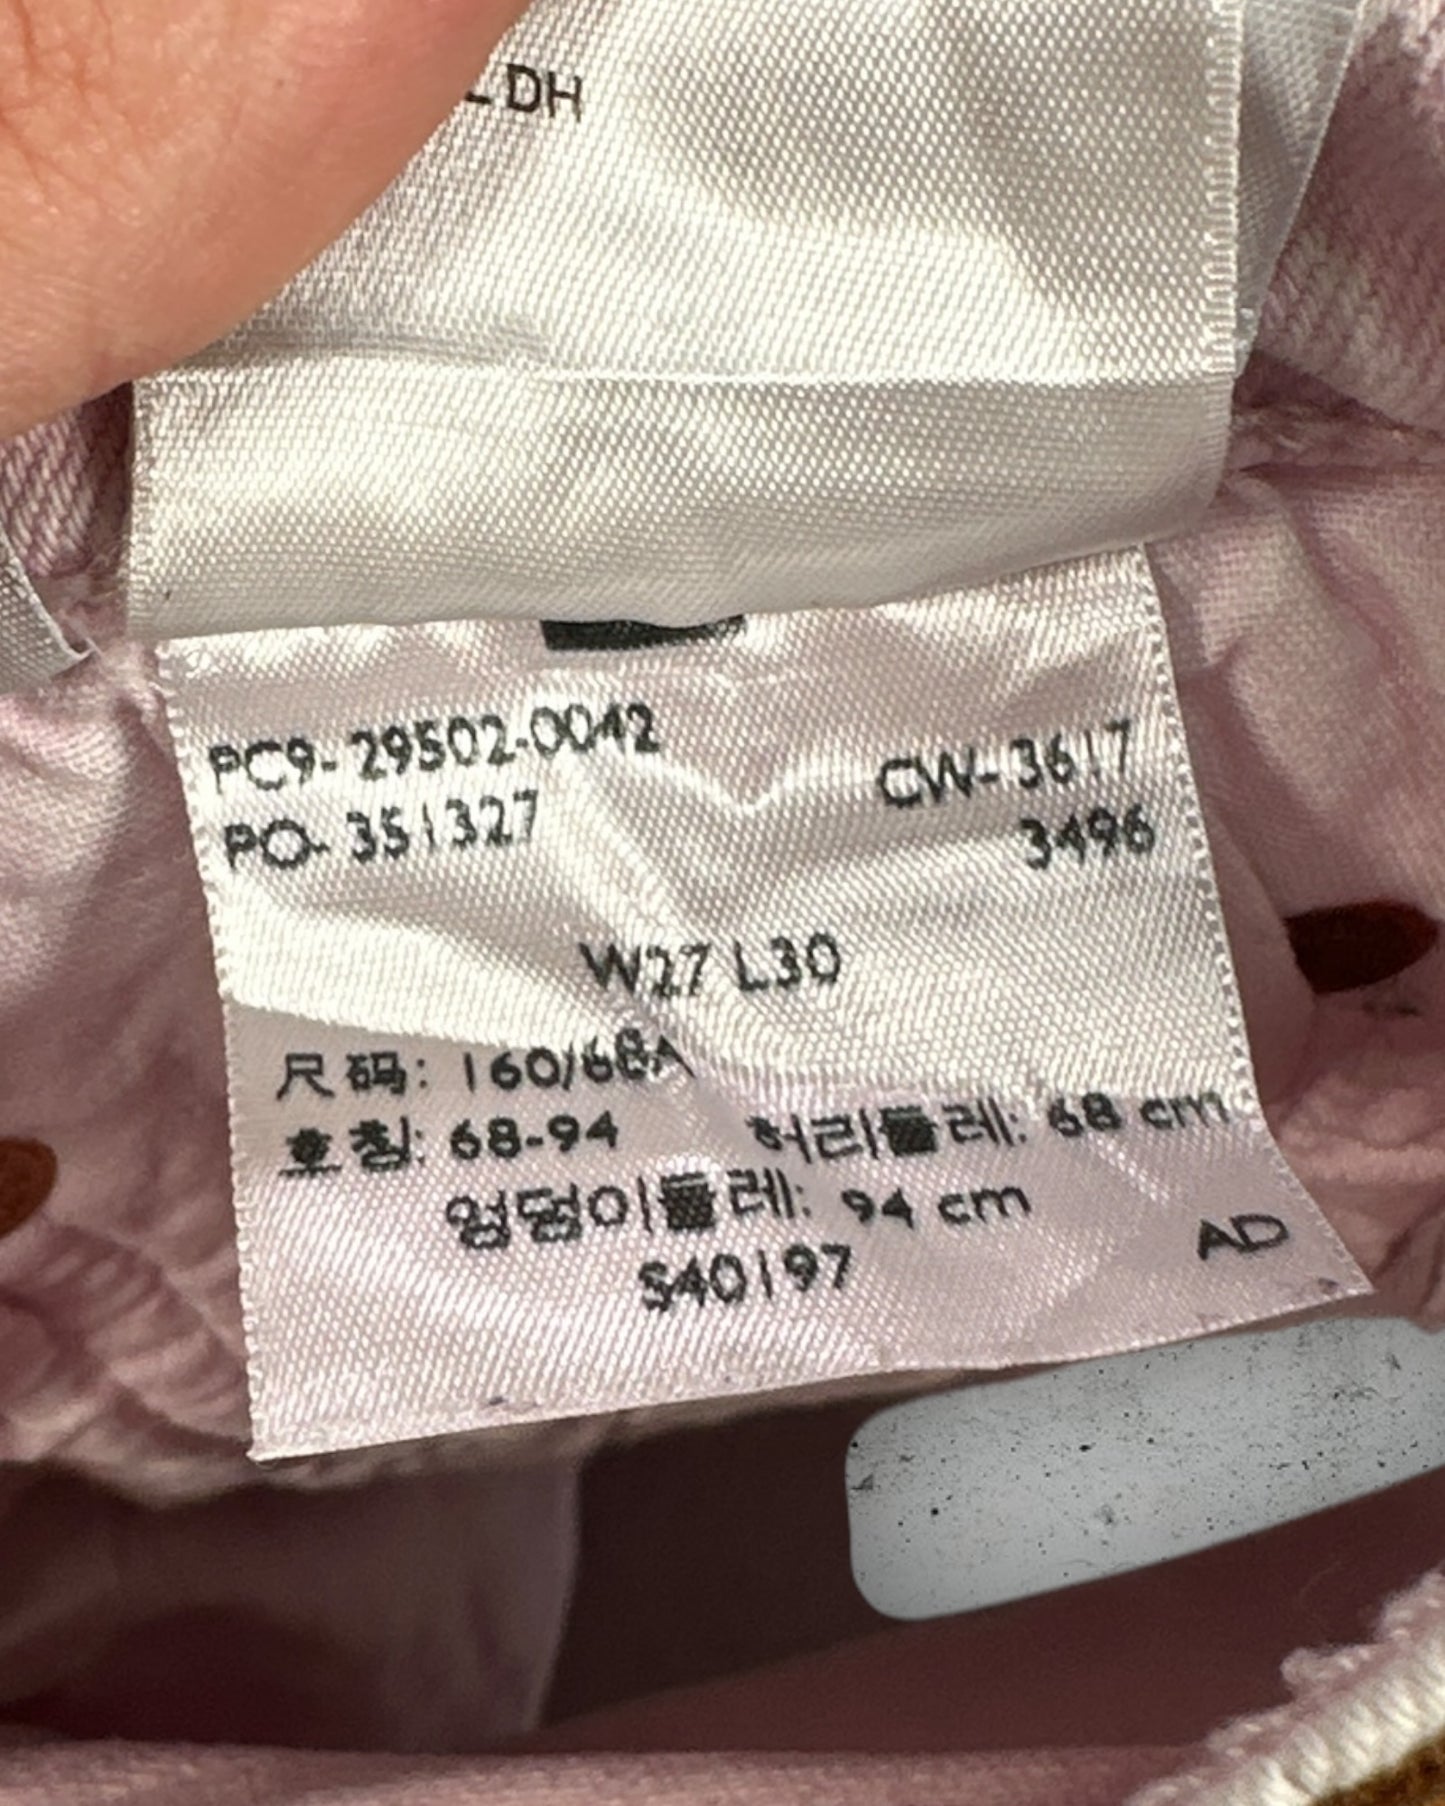 DH
PC9-29502-0042
PO-351327
CW-3617
3496
W27 L30
尺码: 160/68A
호칭: 68-94 허리둘레: 68 cm
엉덩이둘레: 94 cm
S40197
AD